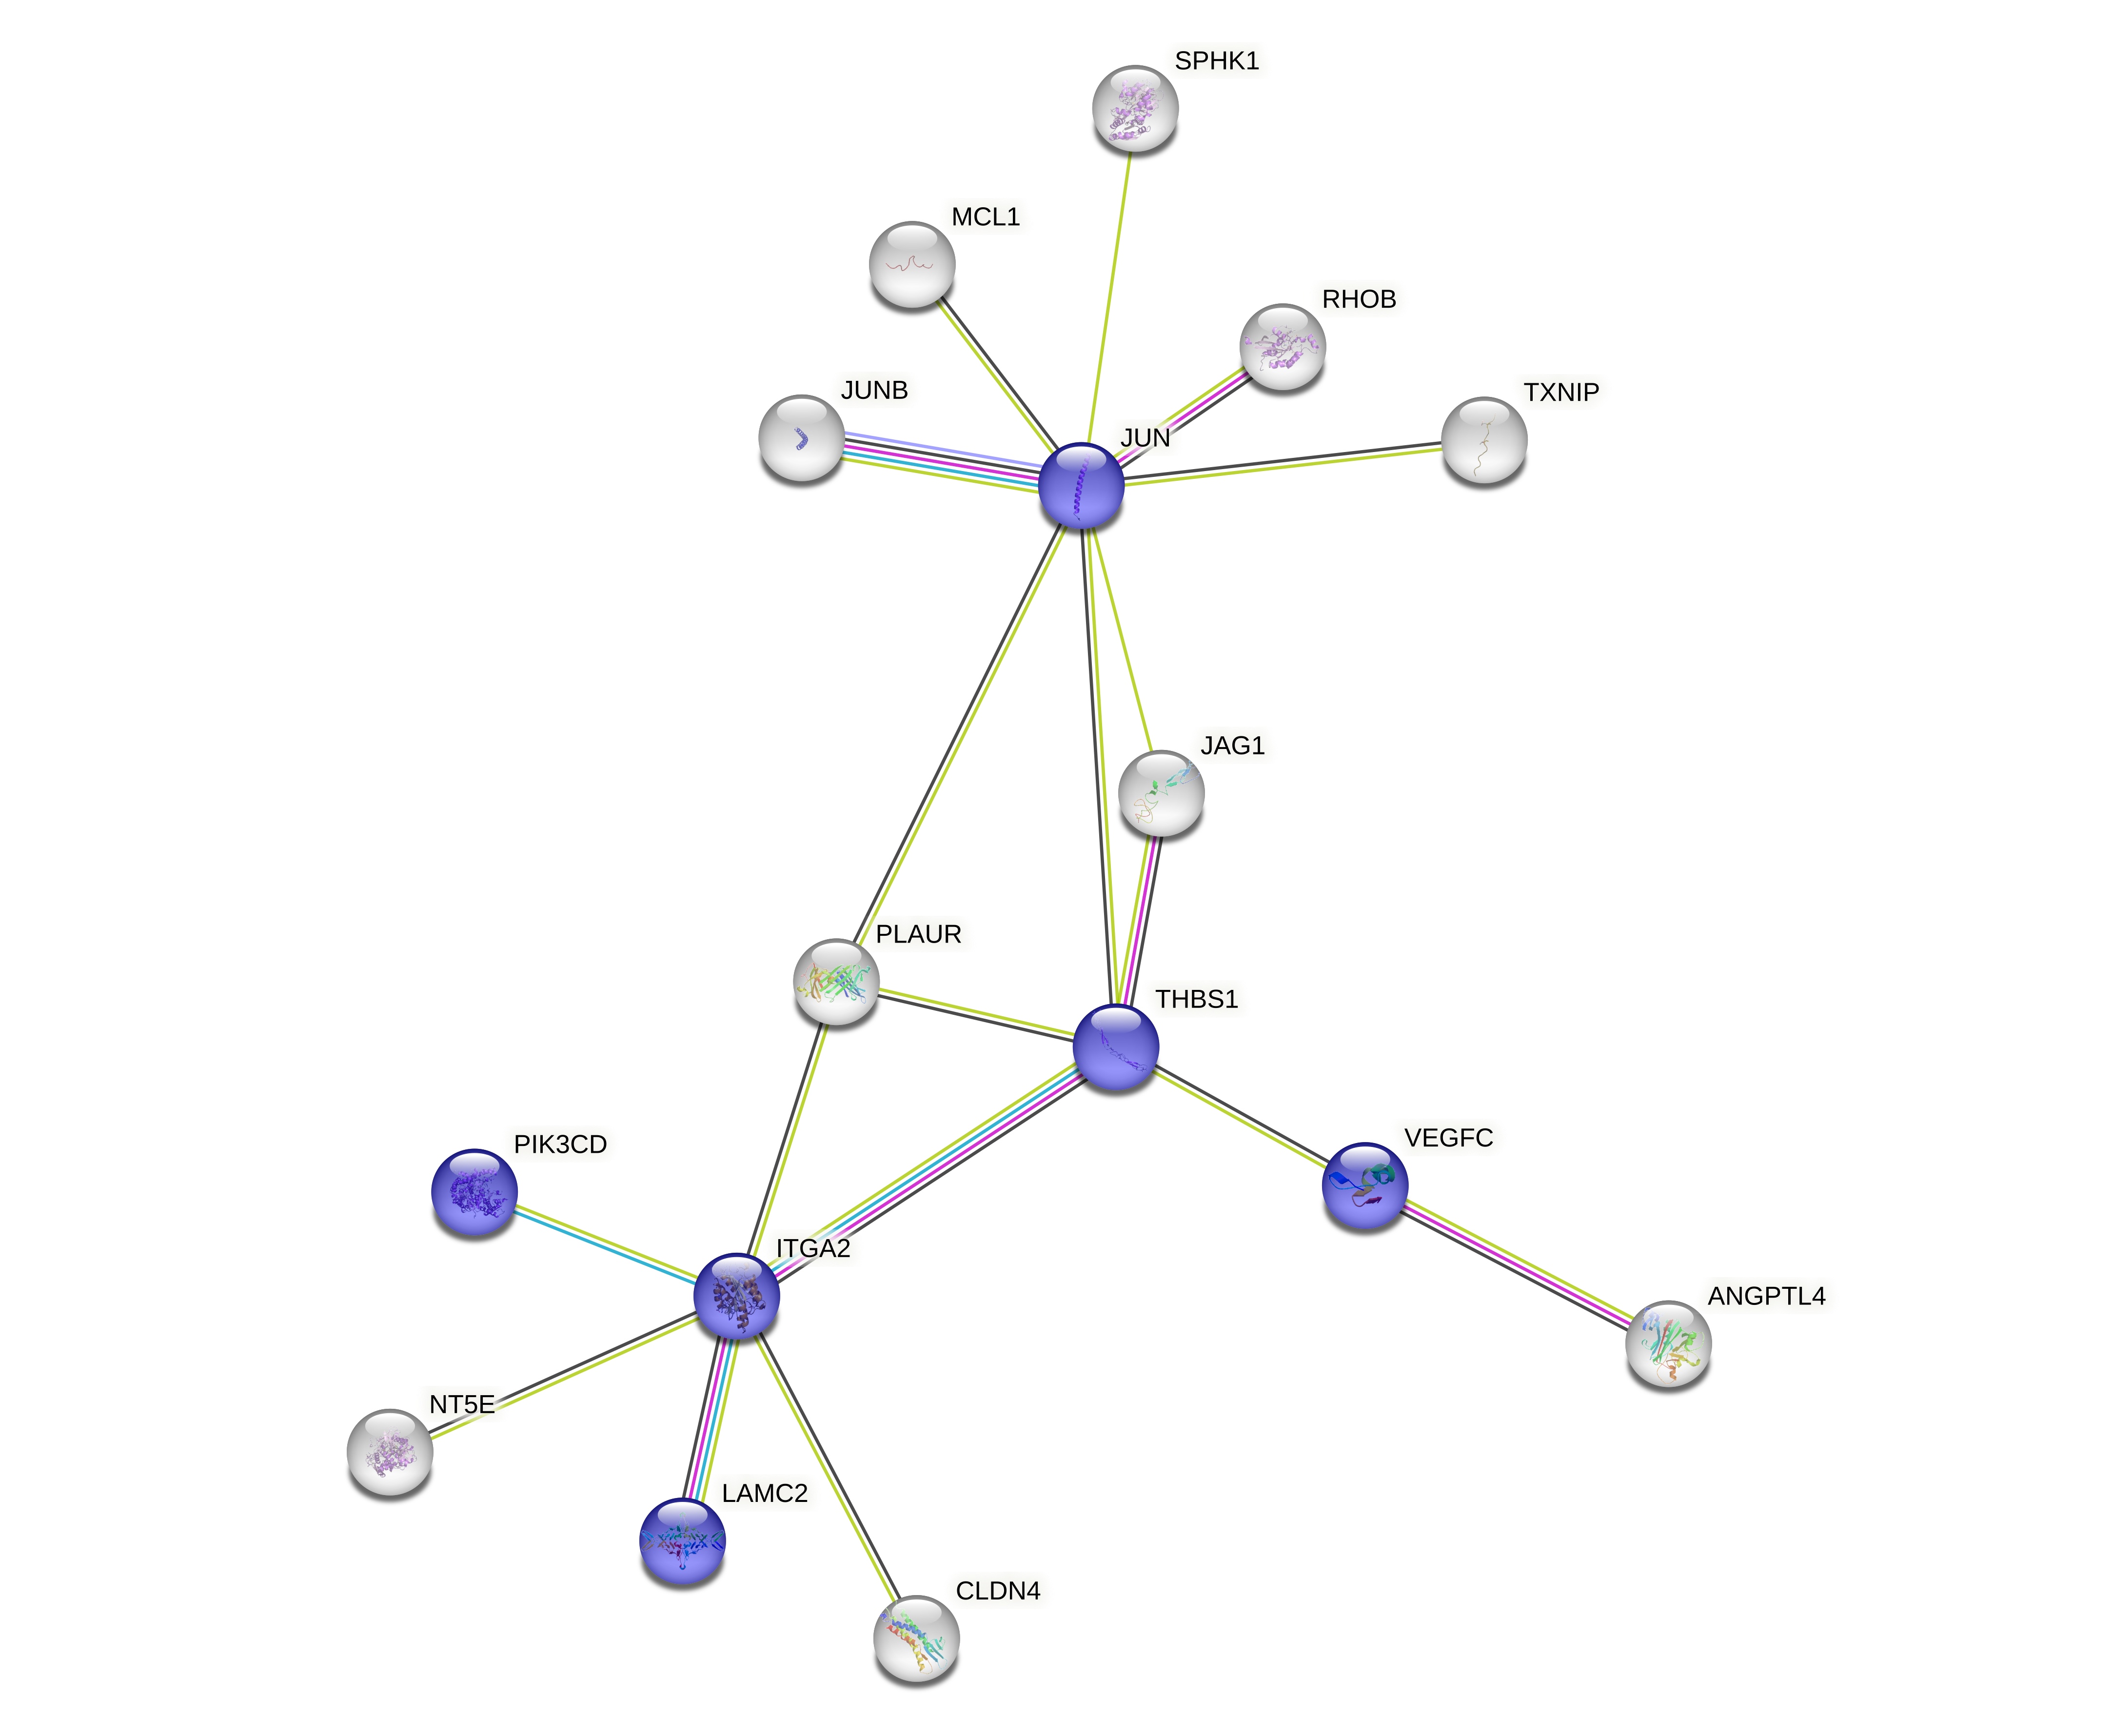 SPHK1
MCL1
RHOB
JUNB
TXNIP
JUN
JAG1
PLAUR
THBS1
PIK3CD
VEGFC
ITGA2
ANGPTL4
NT5E
LAMC2
CLDN4